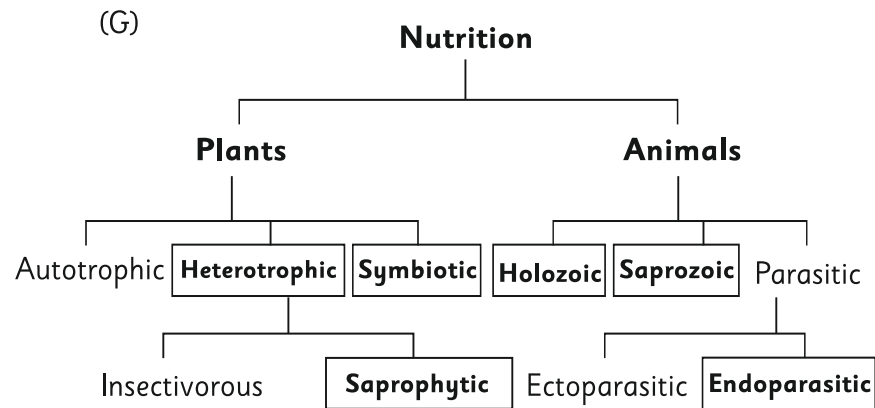 (G)
Nutrition
Plants Animals
Autotrophic Heterotrophic Symbiotic Holozoic Saprozoic Parasitic
Insectivorous Saprophytic Ectoparasitic Endoparasitic